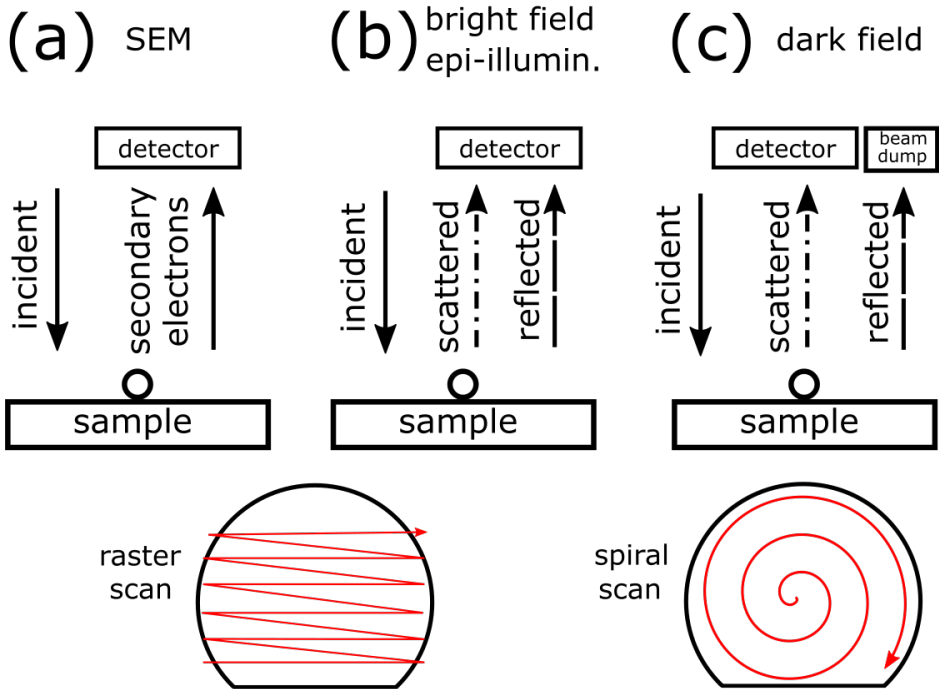 (a) SEM
(b) bright field
epi-illumin.
(c) dark field
detector
incident
secondary
electrons
sample
detector
incident
scattered
reflected
sample
detector
beam
dump
incident
scattered
reflected
sample
raster
scan
spiral
scan